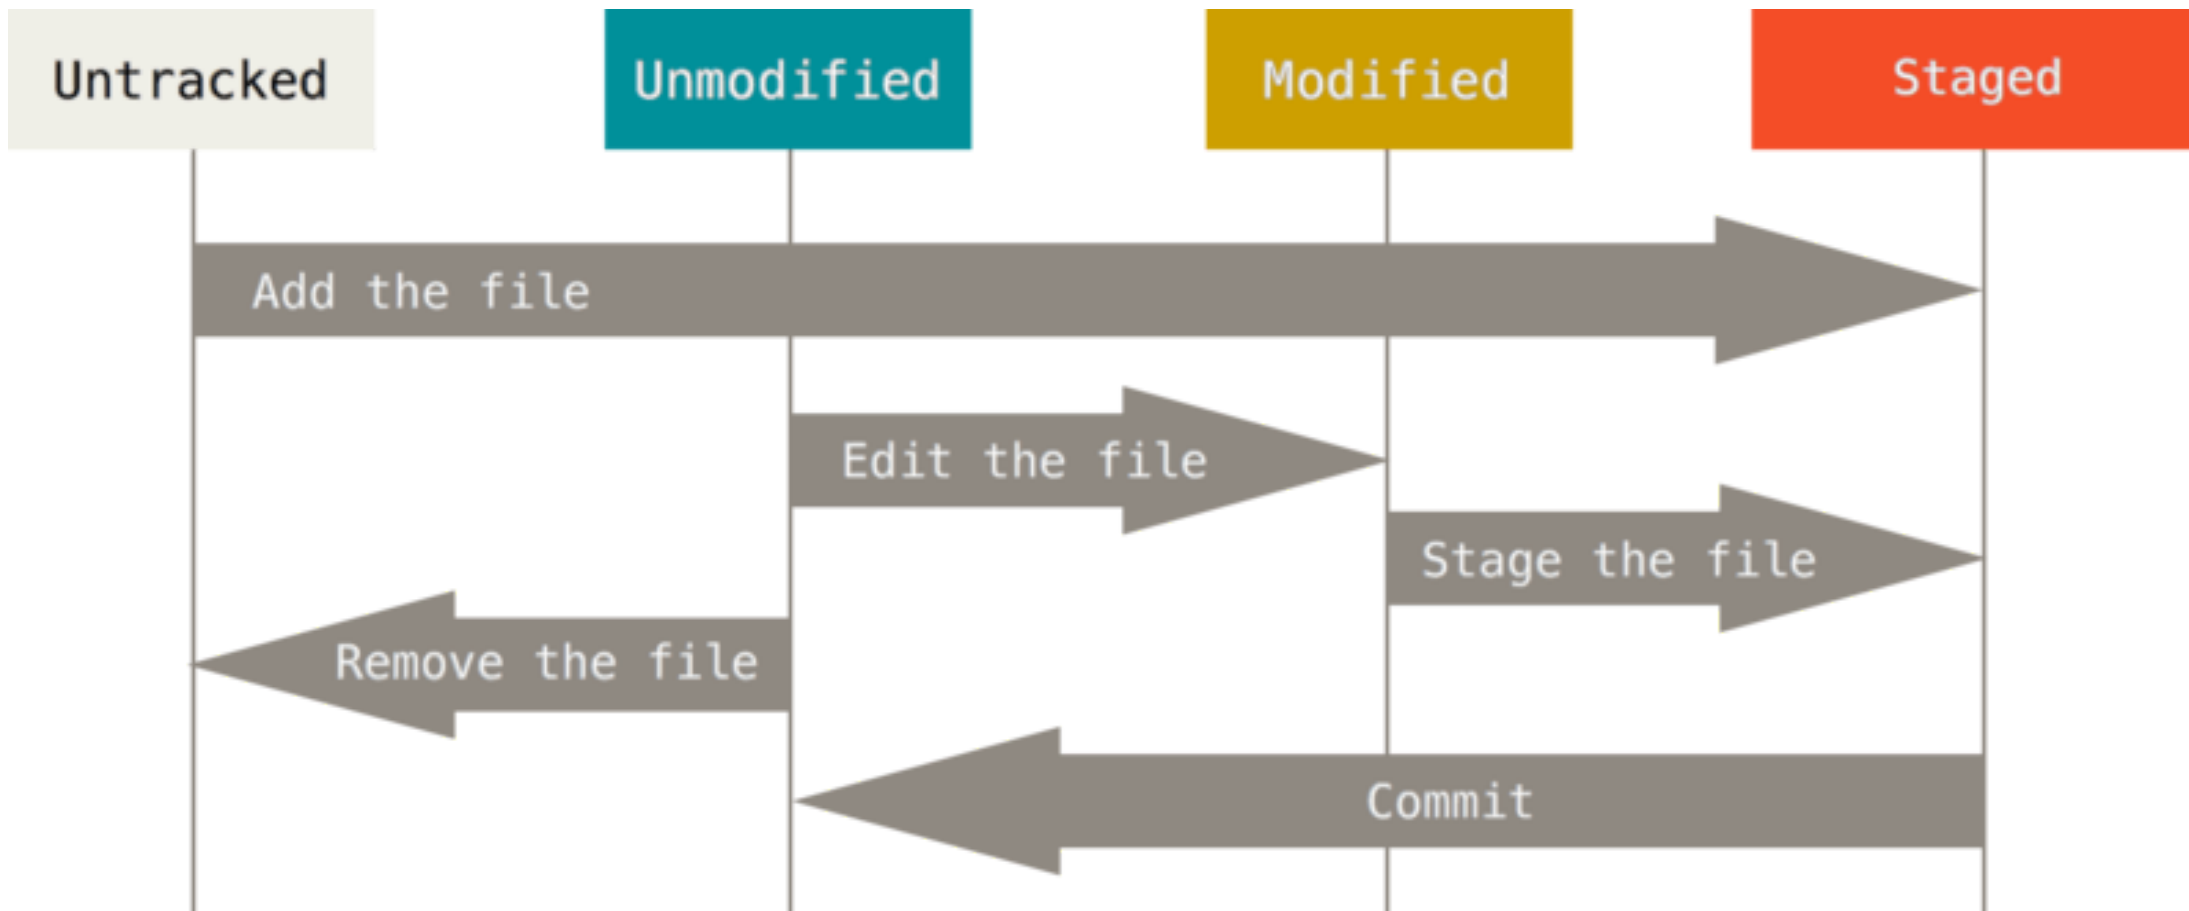 Untracked
Unmodified
Modified
Staged
Add the file
Edit the file
Stage the file
Remove the file
Commit